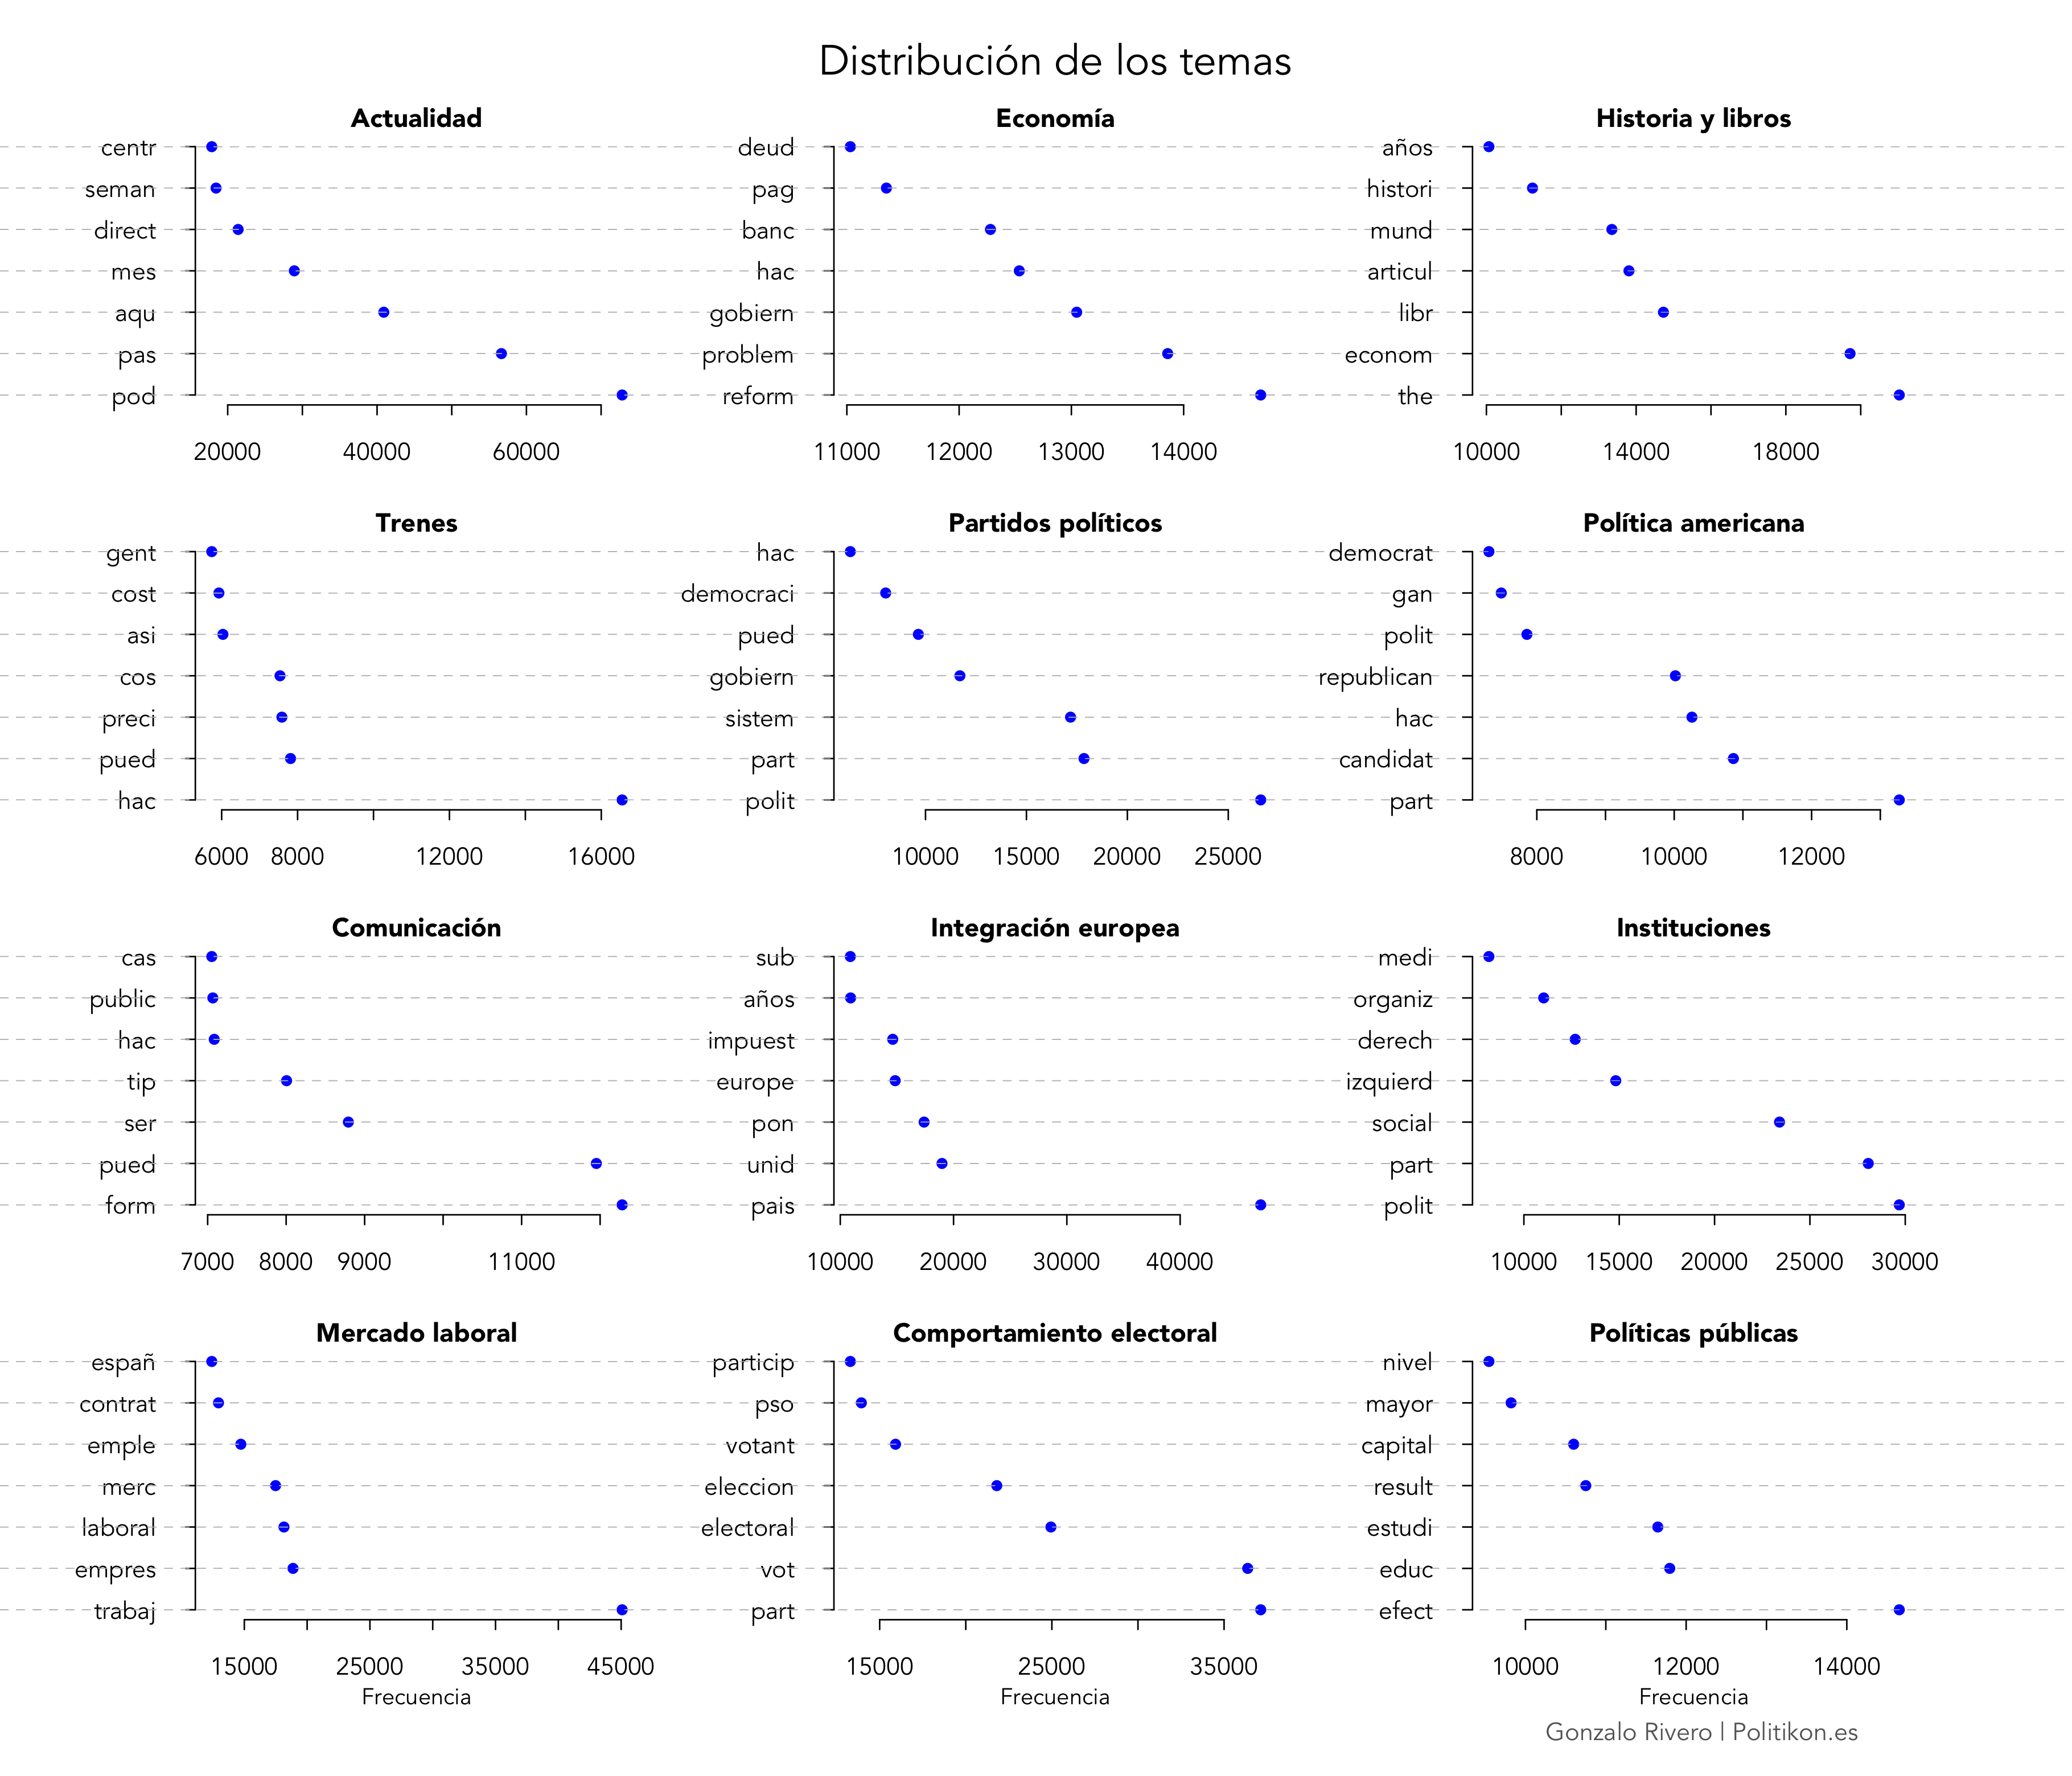 Distribución de los temas
Actualidad
centr
seman
direct
mes
aqu
pas
pod
20000 40000 60000
Economía
deud
pag
banc
hac
gobiern
problem
reform
11000 12000 13000 14000
Historia y libros
años
histori
mund
articul
libr
econom
the
10000 14000 18000
Trenes
gent
cost
asi
cos
preci
pued
hac
6000 8000 12000 16000
Partidos políticos
hac
democraci
pued
gobiern
sistem
part
polit
10000 15000 20000 25000
Política americana
democrat
gan
polit
republican
hac
candidat
part
8000 10000 12000
Comunicación
cas
public
hac
tip
ser
pued
form
7000 8000 9000 11000
Integración europea
sub
años
impuest
europe
pon
unid
pais
10000 20000 30000 40000
Instituciones
medi
organiz
derech
izquierd
social
part
polit
10000 15000 20000 25000 30000
Mercado laboral
españ
contrat
emple
merc
laboral
empres
trabaj
15000 25000 35000 45000
Frecuencia
Comportamiento electoral
particip
pso
votant
eleccion
electoral
vot
part
15000 25000 35000
Frecuencia
Políticas públicas
nivel
mayor
capital
result
estudi
educ
efect
10000 12000 14000
Frecuencia
Gonzalo Rivero | Politikon.es